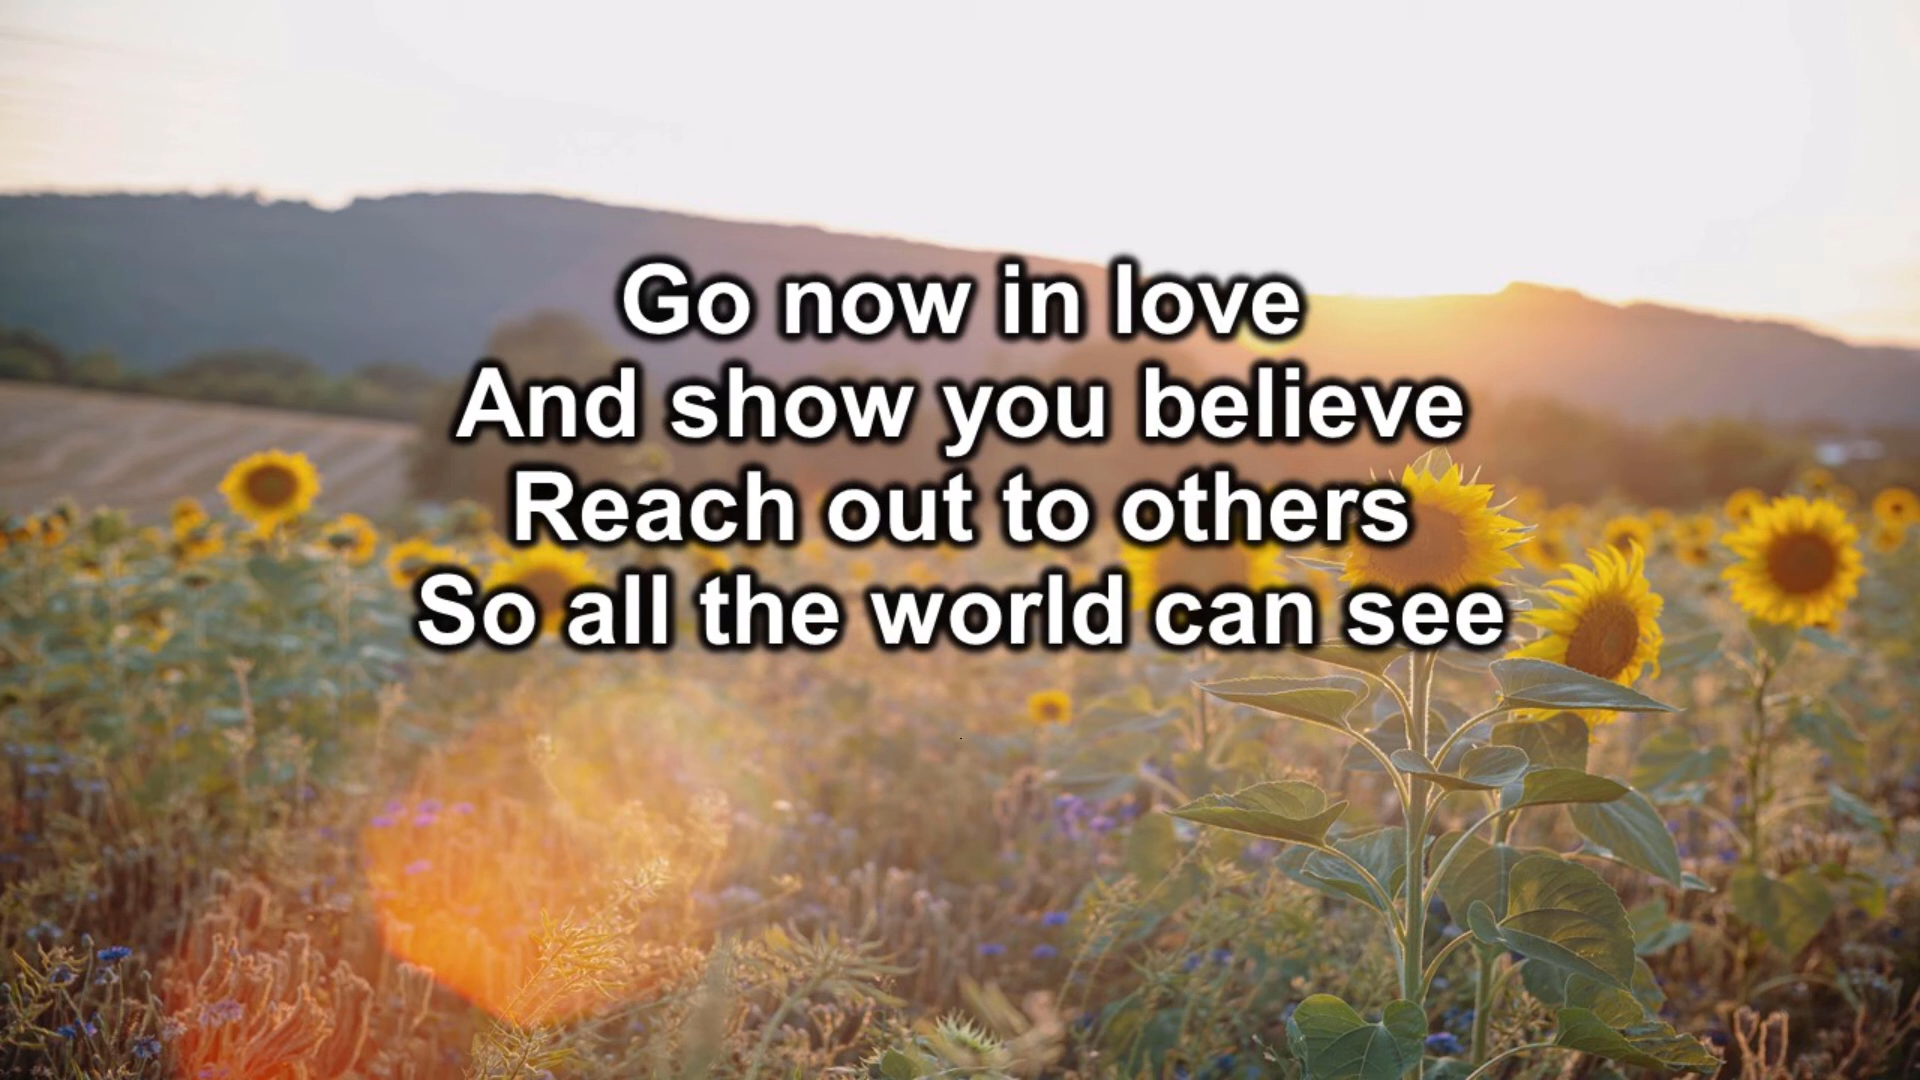 Go now in love
And show you believe
Reach out to others
So all the world can see